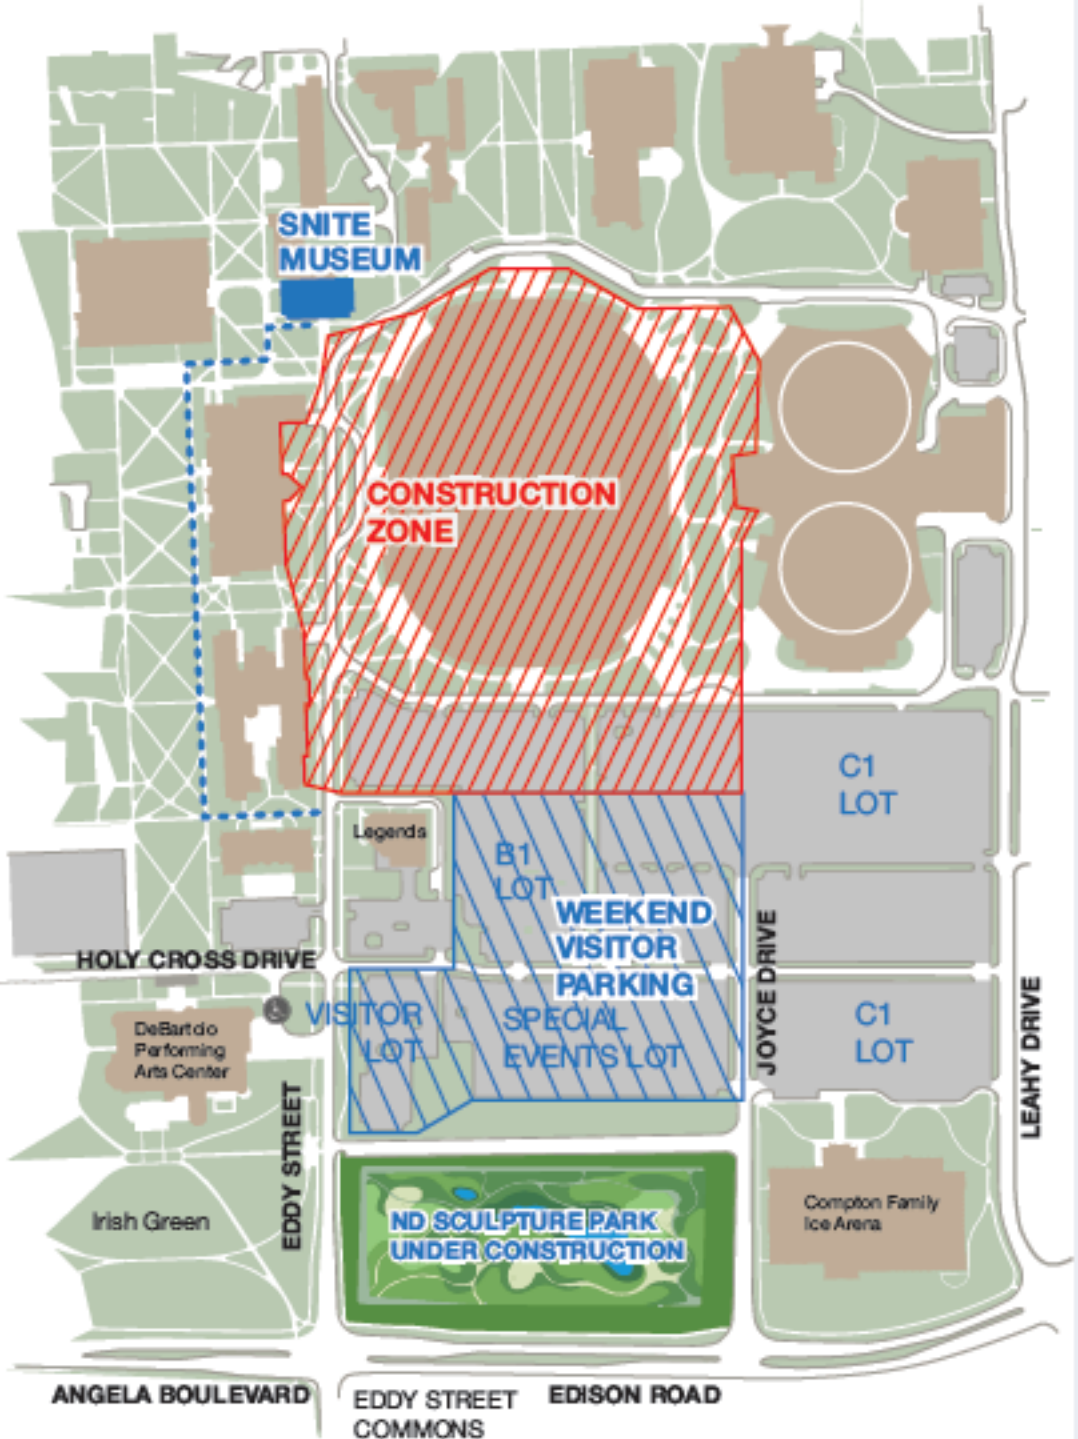 SNITE
MUSEUM
CONSTRUCTION
ZONE
C1
LOT
Legends
B1
LOT
WEEKEND
VISITOR
PARKING
HOLY CROSS DRIVE
JOYCE DRIVE
LEAHY DRIVE
VISITOR
LOT
SPECIAL
EVENTS LOT
C1
LOT
DeBartolo
Performing
Arts Center
EDDY STREET
Irish Green
ND SCULPTURE PARK
UNDER CONSTRUCTION
Compton Family
Ice Arena
ANGELA BOULEVARD
EDDY STREET
COMMONS
EDISON ROAD